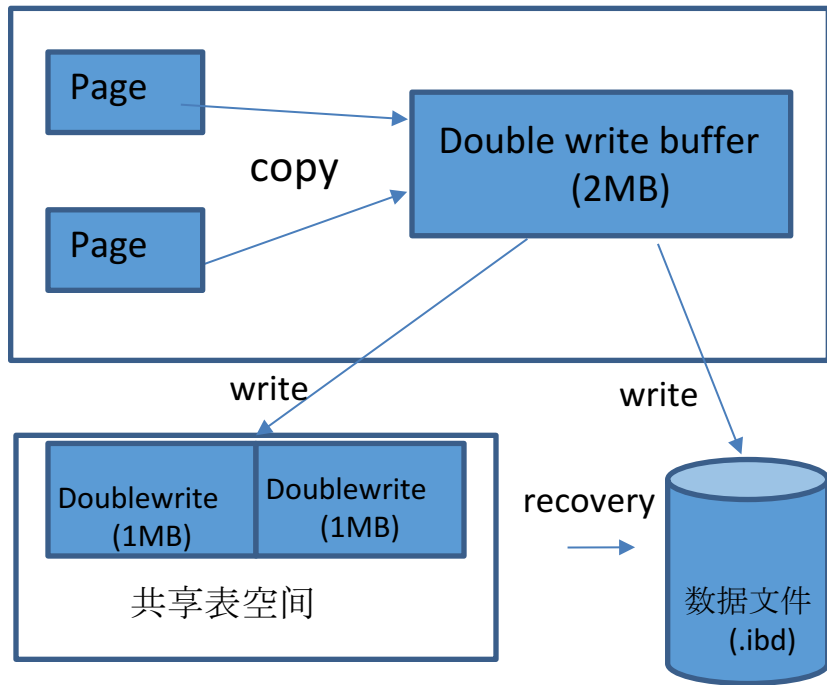 Page
Double write buffer
(2MB)
copy
Page
write
write
Doublewrite
(1MB)
Doublewrite
(1MB)
recovery
共享表空间
数据文件
(.ibd)